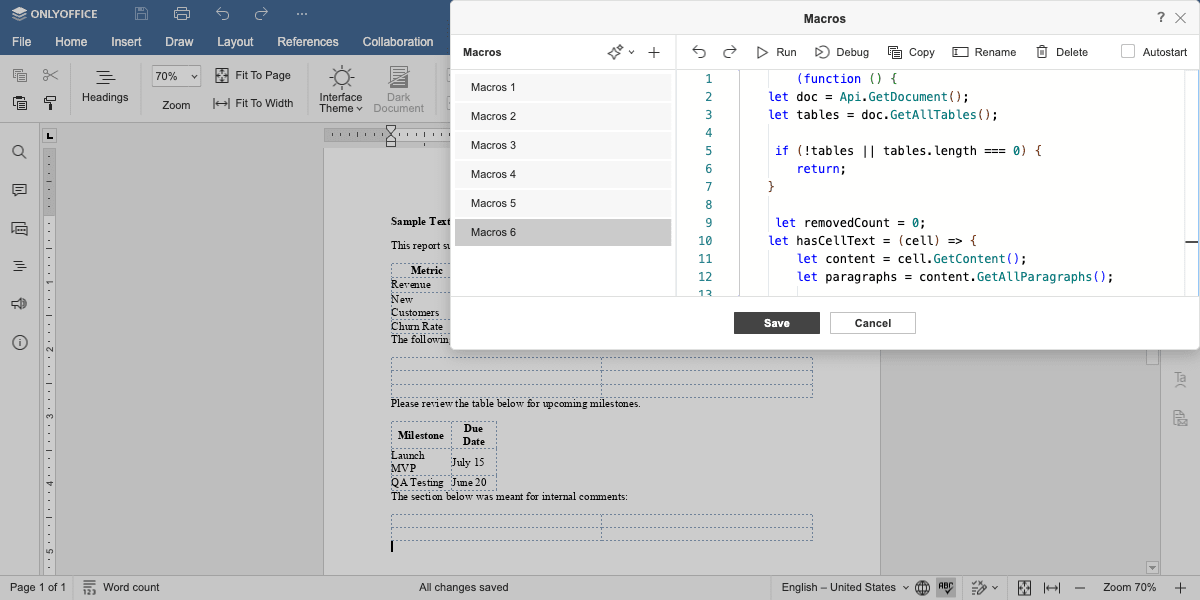 ONLYOFFICE
File Home Insert Draw Layout References Collaboration
70%
Zoom
Fit To Page
Fit To Width
Headings
Interface Theme
Dark Document
Macros
?
Macros
Run Debug Copy Rename Delete Autostart
Macros 1
Macros 2
Macros 3
Macros 4
Macros 5
Macros 6
1 (function () {
2 let doc = Api.GetDocument();
3 let tables = doc.GetAllTables();
4
5 if (!tables || tables.length === 0) {
6 return;
7 }
8
9 let removedCount = 0;
10 let hasCellText = (cell) => {
11 let content = cell.GetContent();
12 let paragraphs = content.GetAllParagraphs();
13
Save Cancel
Sample Text
This report su
Metric
Revenue
New
Customers
Churn Rate
The followin
Please review the table below for upcoming milestones.
Milestone Due Date
Launch MVP July 15
QA Testing June 20
The section below was meant for internal comments:
1
2
3
4
5
Page 1 of 1 Word count All changes saved English – United States ABC Zoom 70%